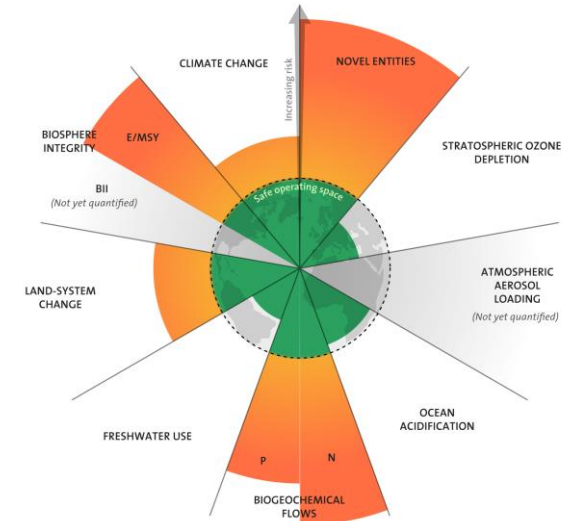 CLIMATE CHANGE
Increasing risk
NOVEL ENTITIES
BIOSPHERE
INTEGRITY
E/MSY
STRATOSPHERIC OZONE
DEPLETION
BII
(Not yet quantified)
Safe operating space
LAND-SYSTEM
CHANGE
ATMOSPHERIC
AEROSOL
LOADING
(Not yet quantified)
FRESHWATER USE
OCEAN
ACIDIFICATION
P
N
BIOGEOCHEMICAL
FLOWS